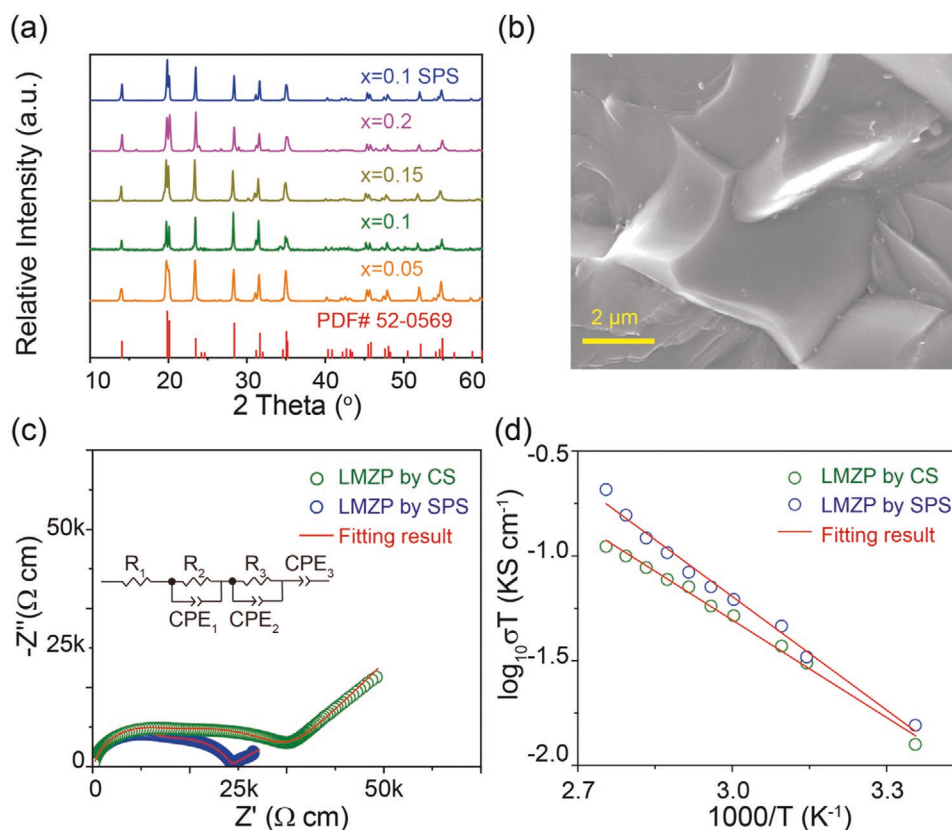 (a)
Relative Intensity (a.u.)
x=0.1 SPS
x=0.2
x=0.15
x=0.1
x=0.05
PDF# 52-0569
10 20 30 40 50 60
2 Theta (°)
(b)
2 μm
(c)
-Z''(Ω cm)
50k
25k
0
LMZP by CS
LMZP by SPS
Fitting result
R1 R2 R3 CPE3
CPE1 CPE2
0 25k 50k
Z' (Ω cm)
(d)
log10σT (KS cm⁻¹)
-0.5
-1.0
-1.5
-2.0
LMZP by CS
LMZP by SPS
Fitting result
2.7 3.0 3.3
1000/T (K⁻¹)